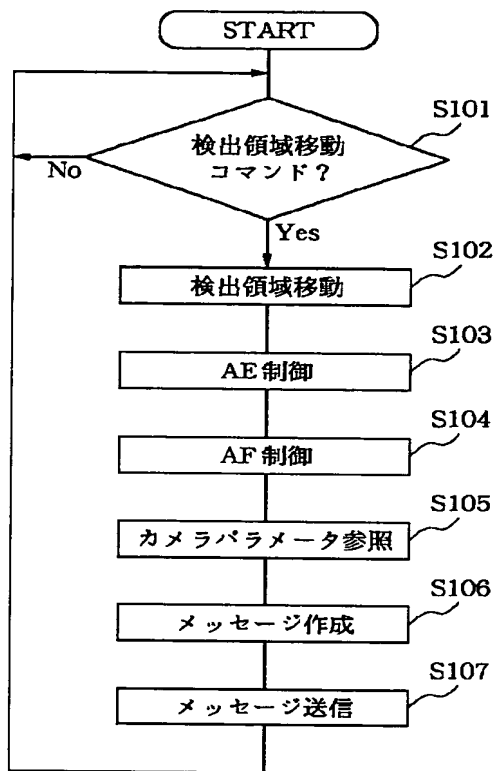 START
S101
検出領域移動
コマンド？
No
Yes
S102
検出領域移動
S103
AE制御
S104
AF制御
S105
カメラパラメータ参照
S106
メッセージ作成
S107
メッセージ送信